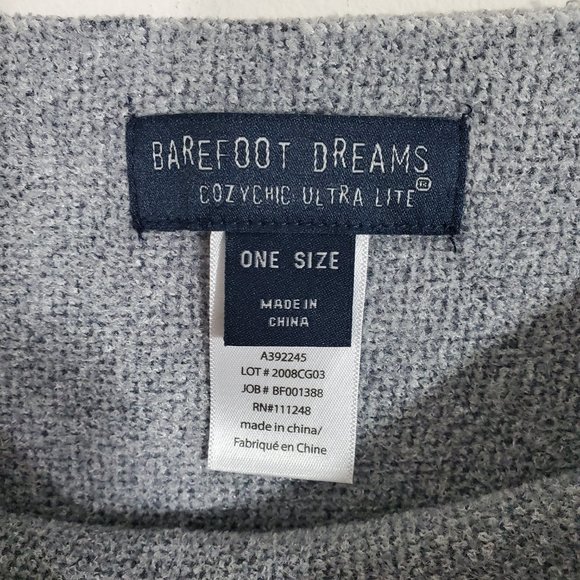 BAREFOOT DREAMS
COZYCHIC ULTRA LITE®
ONE SIZE
MADE IN
CHINA
A392245
LOT # 2008CG03
JOB# BF001388
RN#111248
made in china/
Fabriqué en Chine